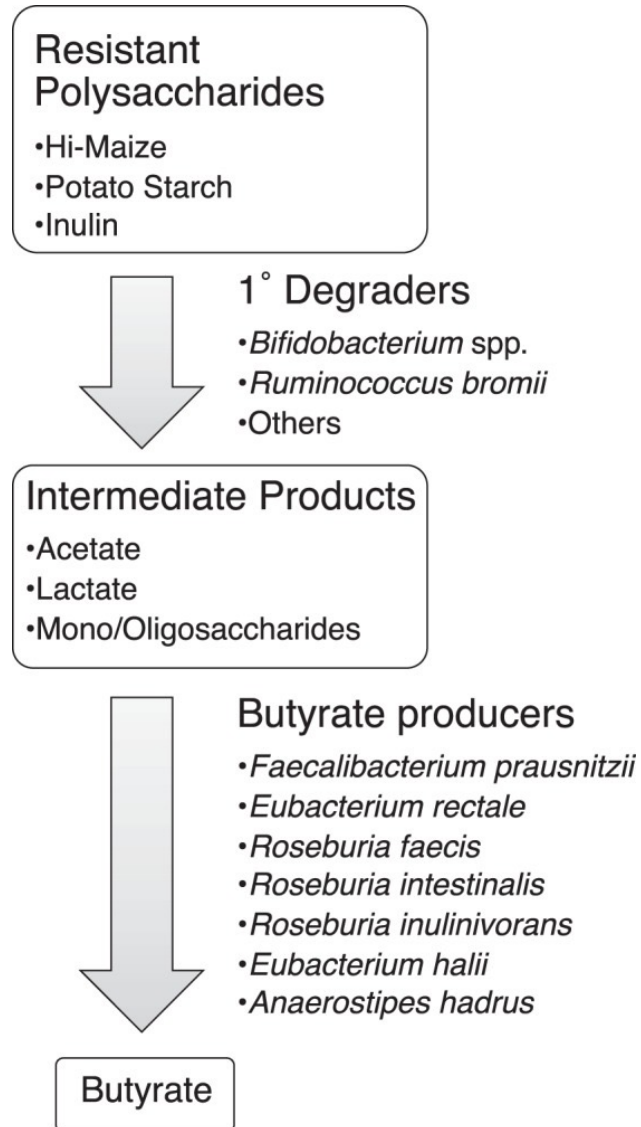 Resistant
Polysaccharides
•Hi-Maize
•Potato Starch
•Inulin
1° Degraders
•Bifidobacterium spp.
•Ruminococcus bromii
•Others
Intermediate Products
•Acetate
•Lactate
•Mono/Oligosaccharides
Butyrate producers
•Faecalibacterium prausnitzii
•Eubacterium rectale
•Roseburia faecis
•Roseburia intestinalis
•Roseburia inulinivorans
•Eubacterium halii
•Anaerostipes hadrus
Butyrate